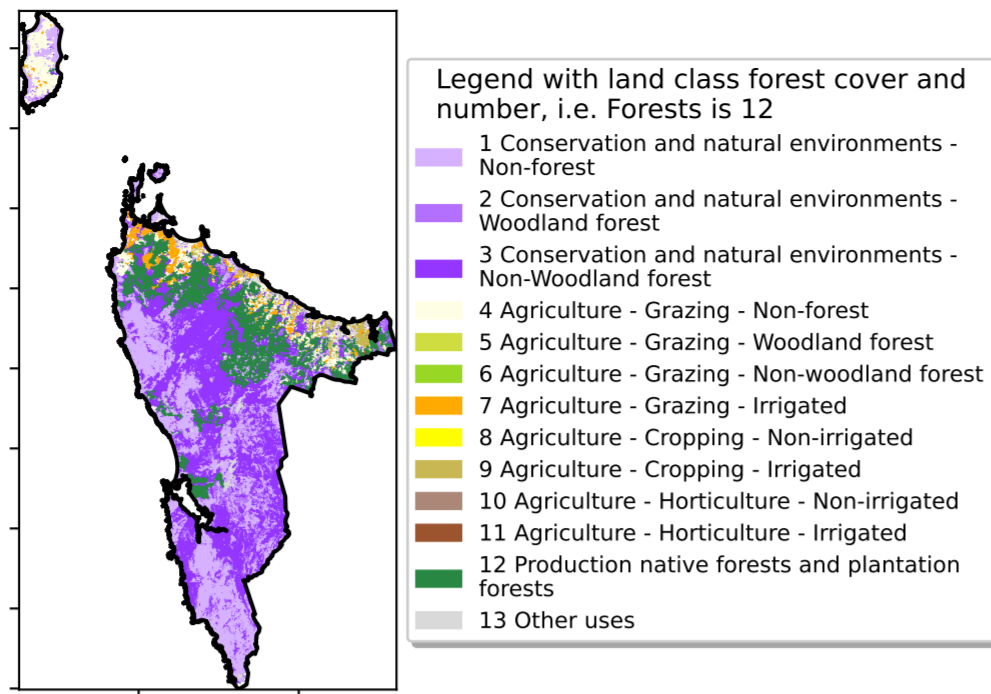 Legend with land class forest cover and
number, i.e. Forests is 12
1 Conservation and natural environments -
Non-forest
2 Conservation and natural environments -
Woodland forest
3 Conservation and natural environments -
Non-Woodland forest
4 Agriculture - Grazing - Non-forest
5 Agriculture - Grazing - Woodland forest
6 Agriculture - Grazing - Non-woodland forest
7 Agriculture - Grazing - Irrigated
8 Agriculture - Cropping - Non-irrigated
9 Agriculture - Cropping - Irrigated
10 Agriculture - Horticulture - Non-irrigated
11 Agriculture - Horticulture - Irrigated
12 Production native forests and plantation
forests
13 Other uses